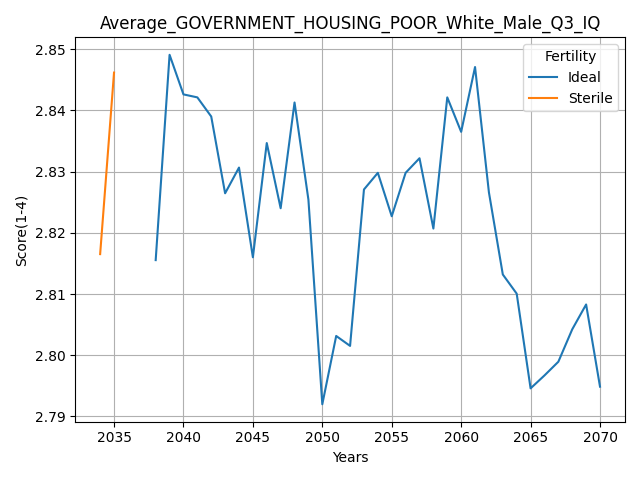 Average_GOVERNMENT_HOUSING_POOR_White_Male_Q3_IQ
Fertility
Ideal
Sterile
Score(1-4)
2.85
2.84
2.83
2.82
2.81
2.80
2.79
2035 2040 2045 2050 2055 2060 2065 2070
Years